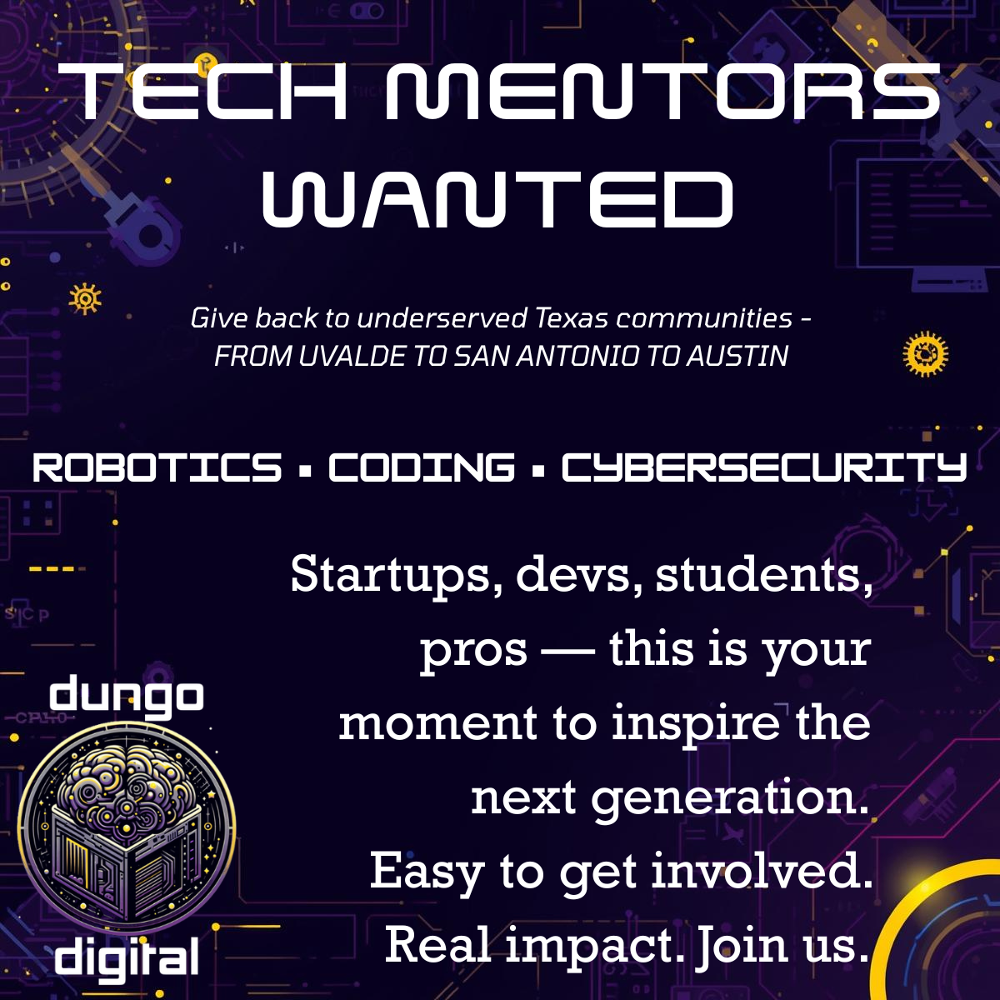 TECH MENTORS
WANTED
Give back to underserved Texas communities -
FROM UVALDE TO SAN ANTONIO TO AUSTIN
ROBOTICS ▪ CODING ▪ CYBERSECURITY
Startups, devs, students,
pros — this is your
moment to inspire the
next generation.
Easy to get involved.
Real impact. Join us.
dungo
digital